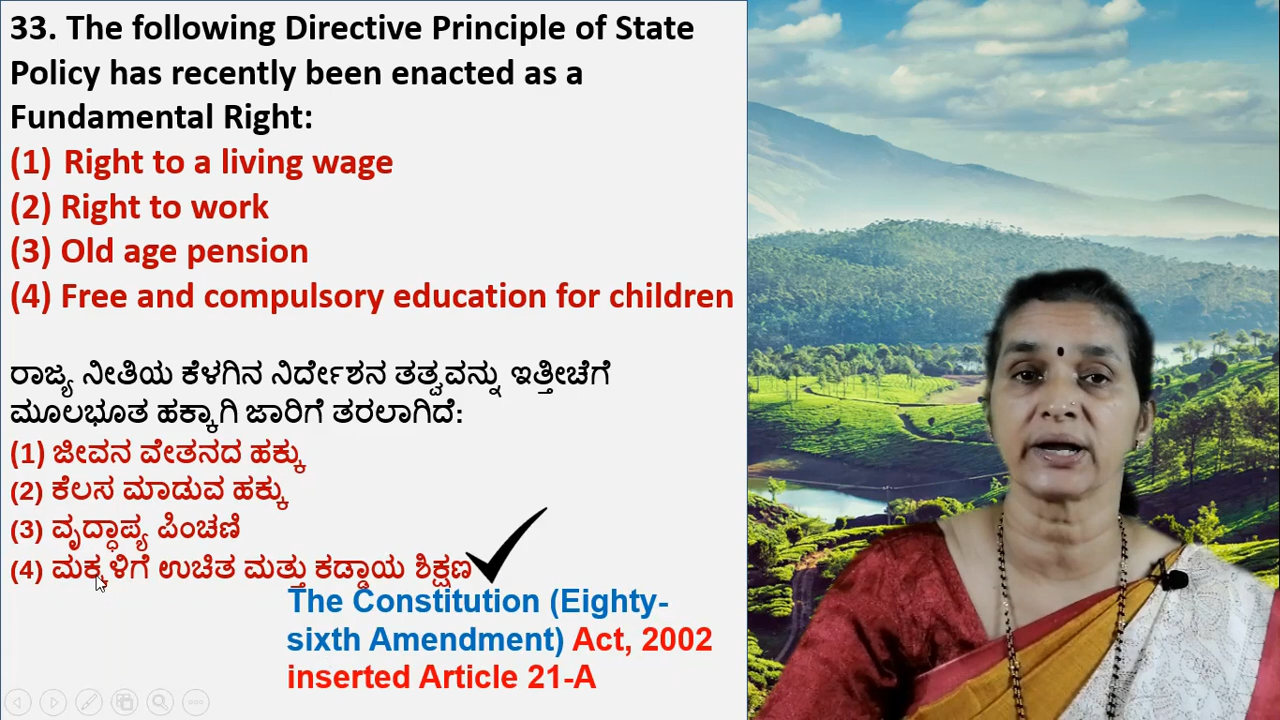 33. The following Directive Principle of State
Policy has recently been enacted as a
Fundamental Right:
(1) Right to a living wage
(2) Right to work
(3) Old age pension
(4) Free and compulsory education for children
ರಾಜ್ಯ ನೀತಿಯ ಕೆಳಗಿನ ನಿರ್ದೇಶನ ತತ್ವವನ್ನು ಇತ್ತೀಚೆಗೆ
ಮೂಲಭೂತ ಹಕ್ಕಾಗಿ ಜಾರಿಗೆ ತರಲಾಗಿದೆ:
(1) ಜೀವನ ವೇತನದ ಹಕ್ಕು
(2) ಕೆಲಸ ಮಾಡುವ ಹಕ್ಕು
(3) ವೃದ್ಧಾಪ್ಯ ಪಿಂಚಣಿ
(4) ಮಕ್ಕಳಿಗೆ ಉಚಿತ ಮತ್ತು ಕಡ್ಡಾಯ ಶಿಕ್ಷಣ
The Constitution (Eighty-
sixth Amendment) Act, 2002
inserted Article 21-A